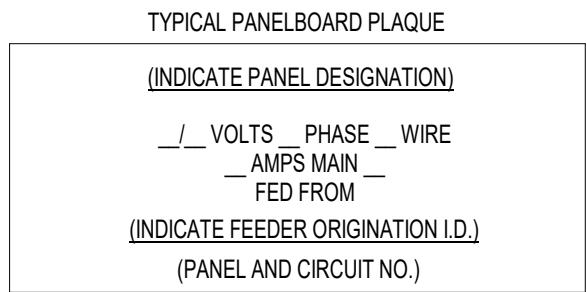 TYPICAL PANELBOARD PLAQUE
(INDICATE PANEL DESIGNATION)
__/__ VOLTS __ PHASE __ WIRE
__ AMPS MAIN __
FED FROM
(INDICATE FEEDER ORIGINATION I.D.)
(PANEL AND CIRCUIT NO.)